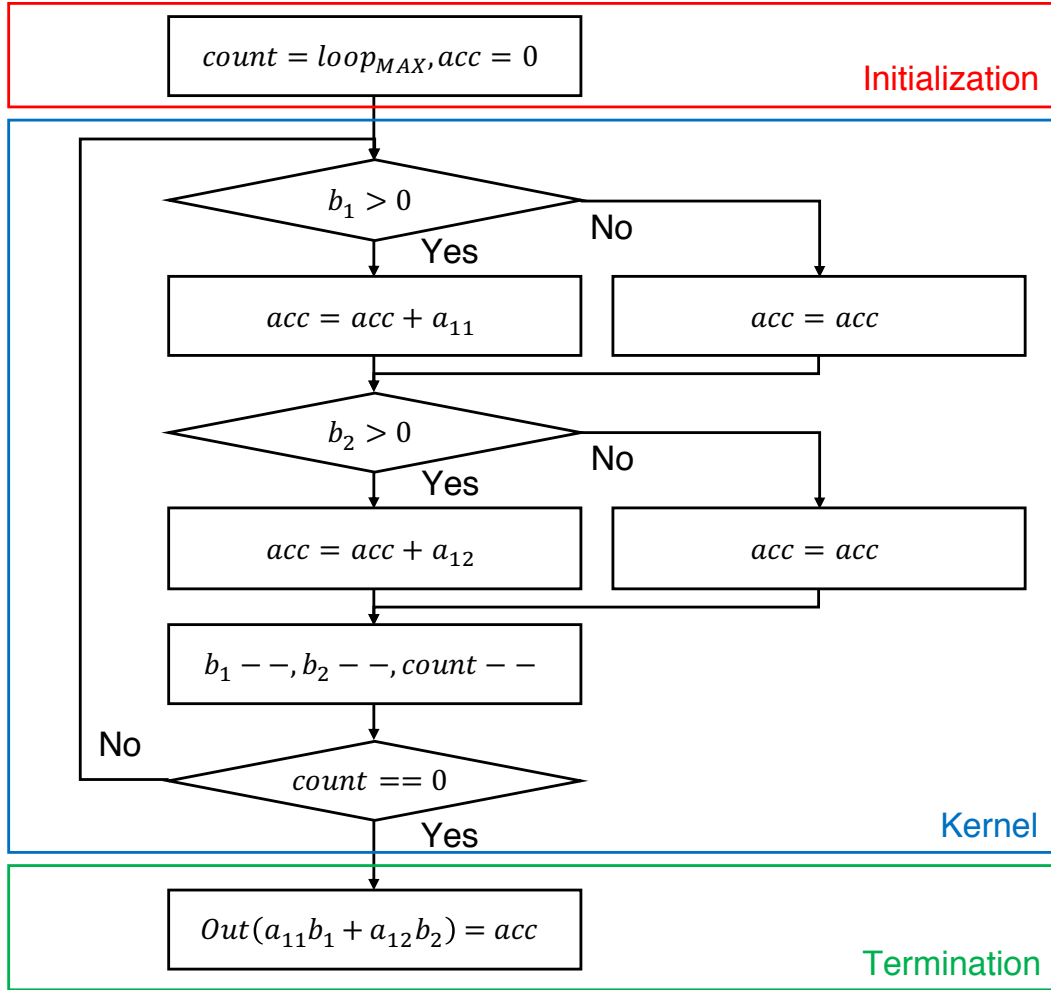 count = loop_MAX, acc = 0
Initialization
b_1 > 0
No
Yes
acc = acc + a_11
acc = acc
b_2 > 0
No
Yes
acc = acc + a_12
acc = acc
b_1 − −, b_2 − −, count − −
No
count == 0
Kernel
Yes
Out(a_11 b_1 + a_12 b_2) = acc
Termination